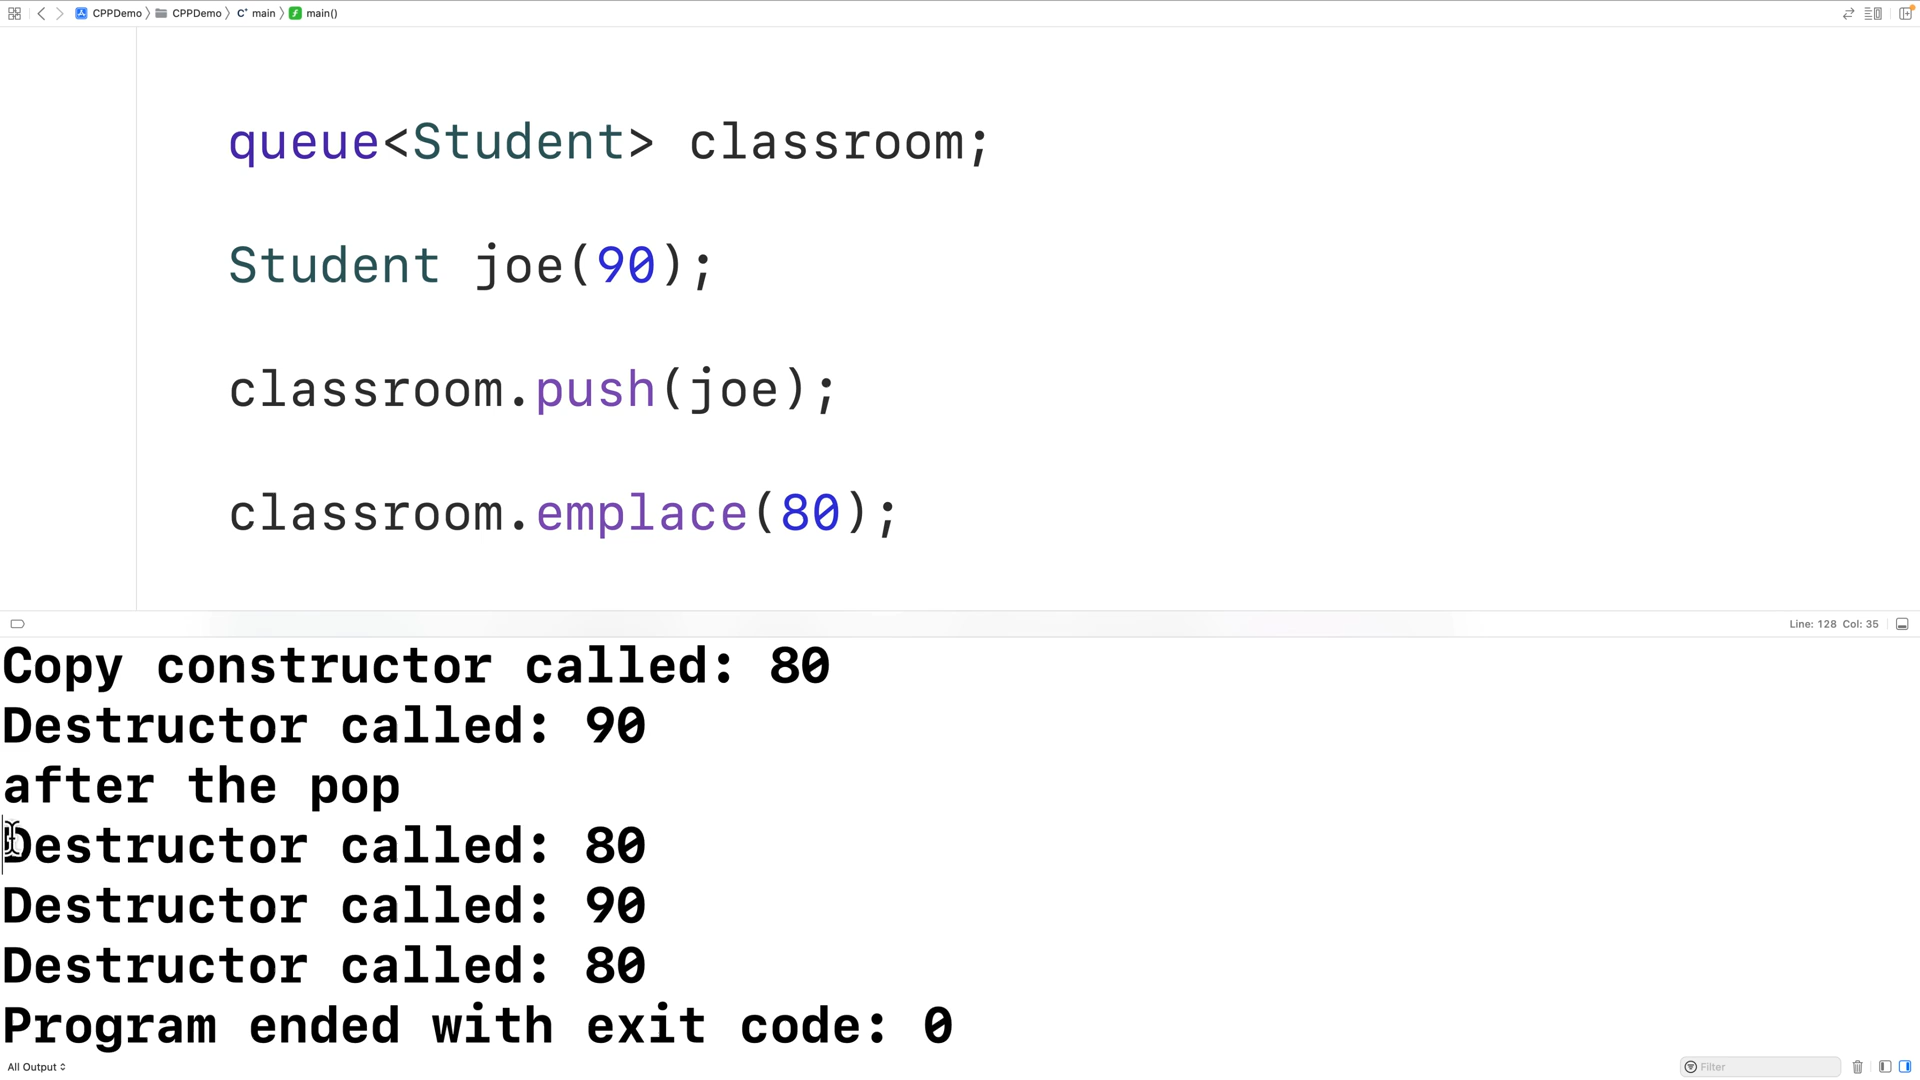 CPPDemo CPPDemo C+ main f main()
queue<Student> classroom;
Student joe(90);
classroom.push(joe);
classroom.emplace(80);
Line: 128 Col: 35
Copy constructor called: 80
Destructor called: 90
after the pop
Destructor called: 80
Destructor called: 90
Destructor called: 80
Program ended with exit code: 0
All Output
Filter